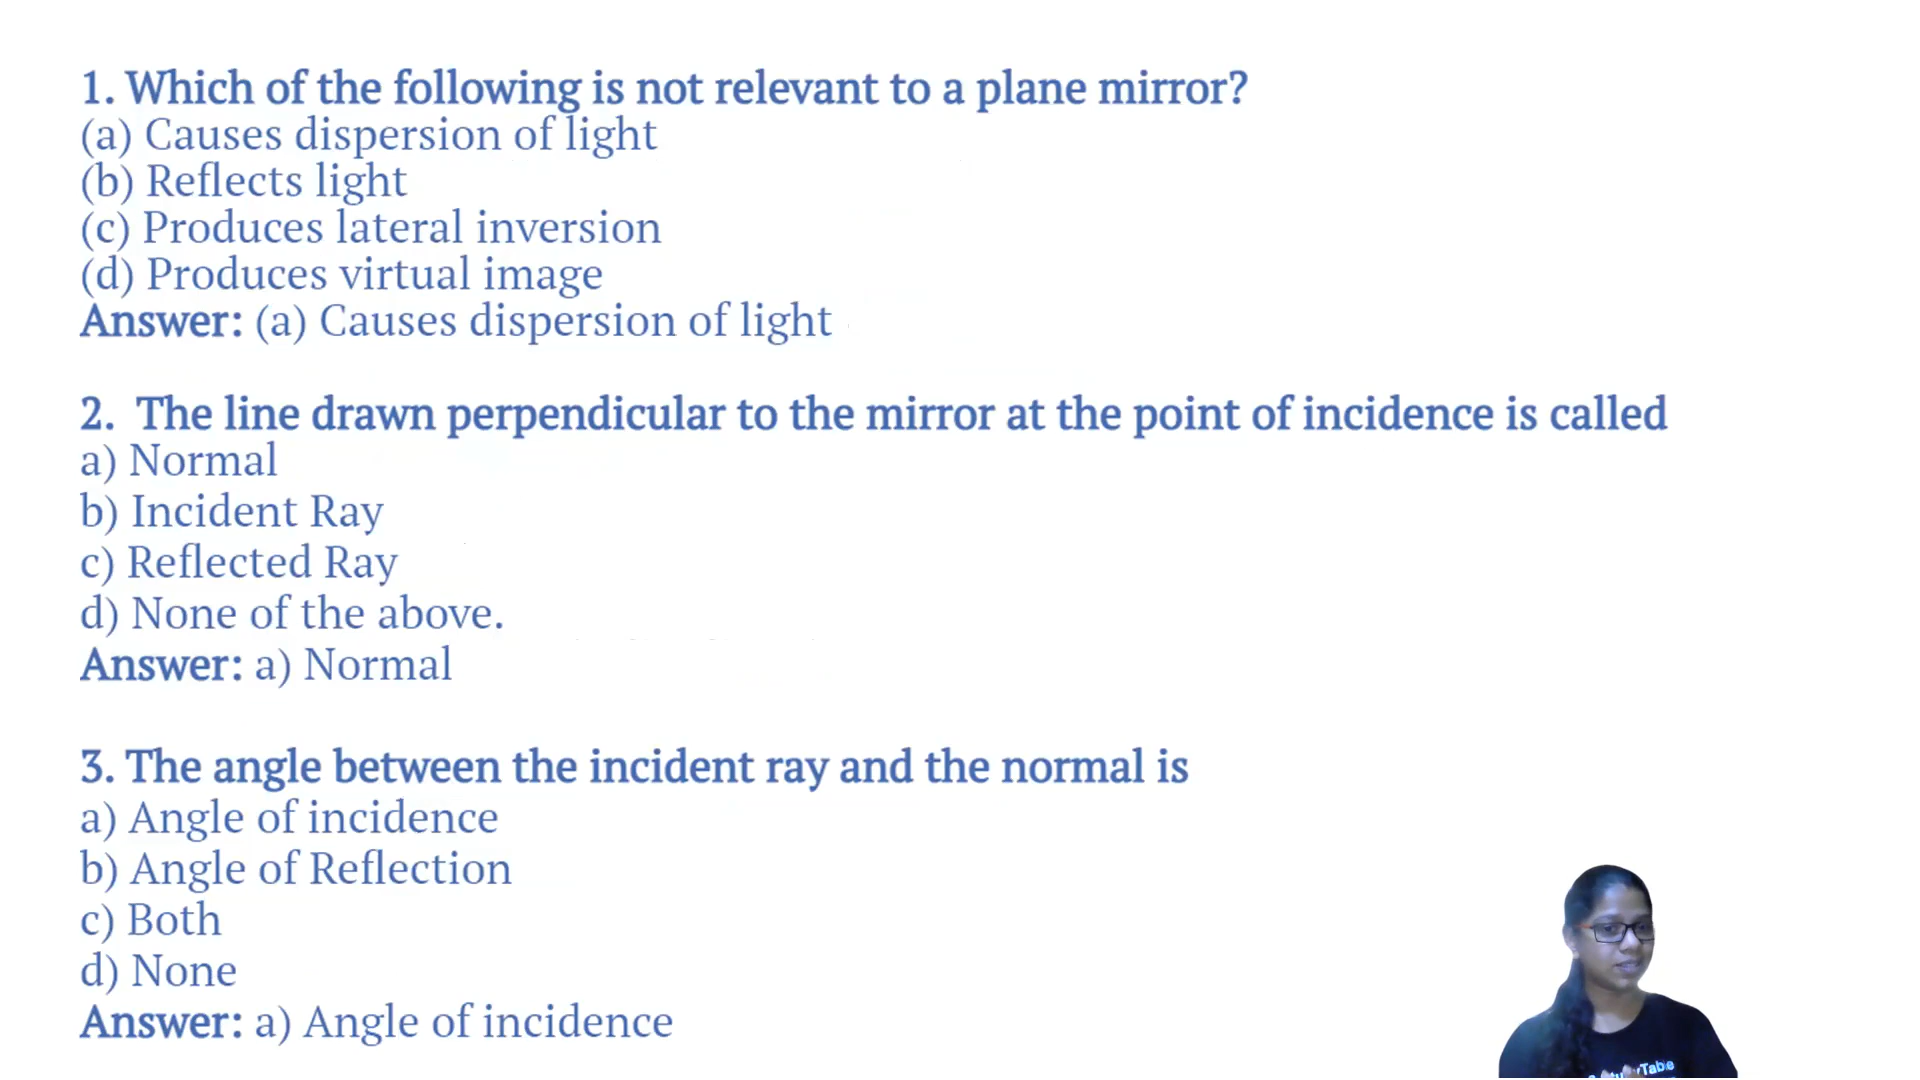 1. Which of the following is not relevant to a plane mirror?
(a) Causes dispersion of light
(b) Reflects light
(c) Produces lateral inversion
(d) Produces virtual image
Answer: (a) Causes dispersion of light
2. The line drawn perpendicular to the mirror at the point of incidence is called
a) Normal
b) Incident Ray
c) Reflected Ray
d) None of the above.
Answer: a) Normal
3. The angle between the incident ray and the normal is
a) Angle of incidence
b) Angle of Reflection
c) Both
d) None
Answer: a) Angle of incidence